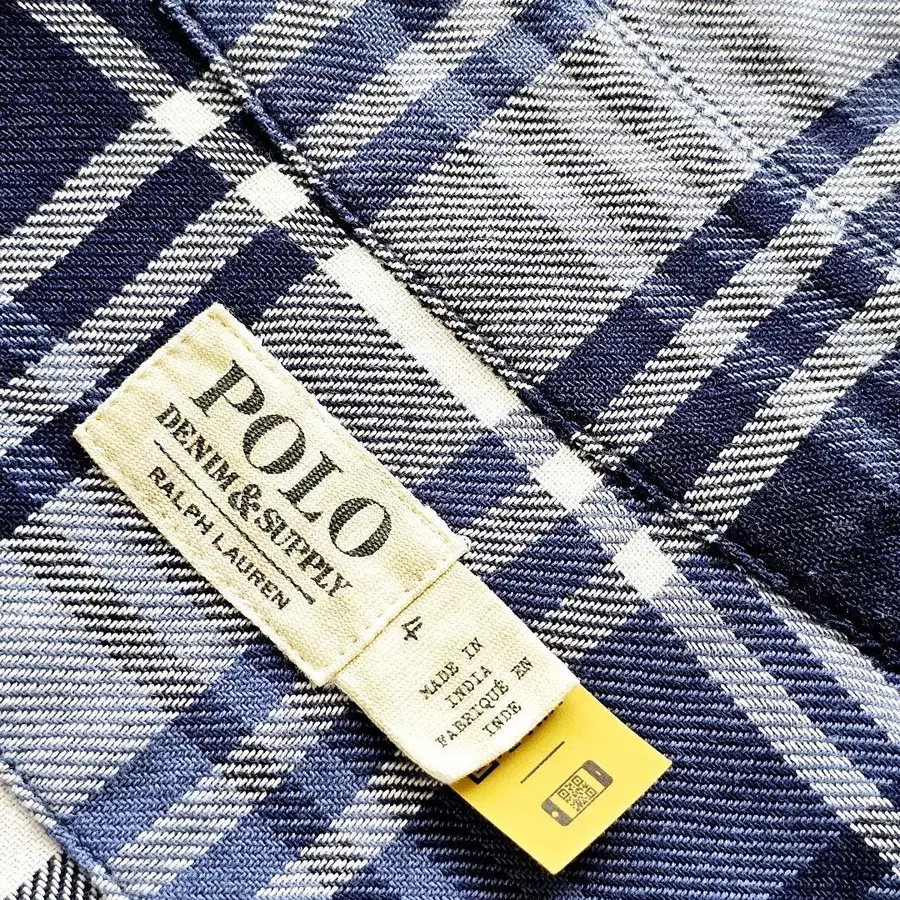 POLO
DENIM & SUPPLY
RALPH LAUREN
4
MADE IN
INDIA
FABRIQUÉ EN
INDE